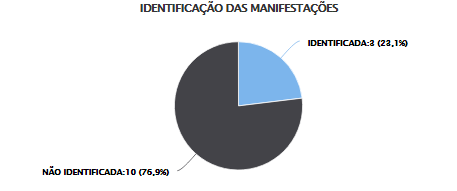 IDENTIFICAÇÃO DAS MANIFESTAÇÕES
IDENTIFICADA:3 (23,1%)
NÃO IDENTIFICADA:10 (76,9%)